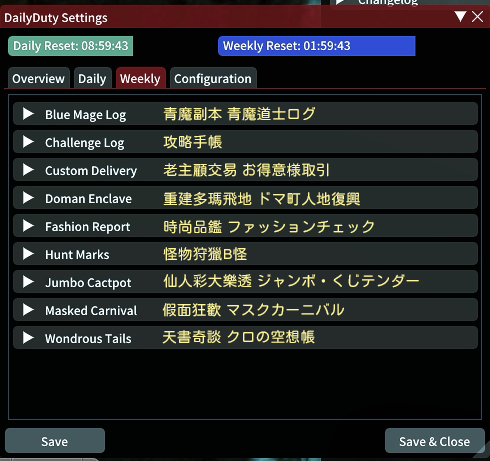 Changelog
DailyDuty Settings
Daily Reset: 08:59:43
Weekly Reset: 01:59:43
Overview Daily Weekly Configuration
Blue Mage Log 青魔副本 青魔道士ログ
Challenge Log 攻略手帳
Custom Delivery 老主顧交易 お得意様取引
Doman Enclave 重建多瑪飛地 ドマ町人地復興
Fashion Report 時尚品鑑 ファッションチェック
Hunt Marks 怪物狩獵B怪
Jumbo Cactpot 仙人彩大樂透 ジャンボ・くじテンダー
Masked Carnival 假面狂歡 マスクカーニバル
Wondrous Tails 天書奇談 クロの空想帳
Save
Save & Close